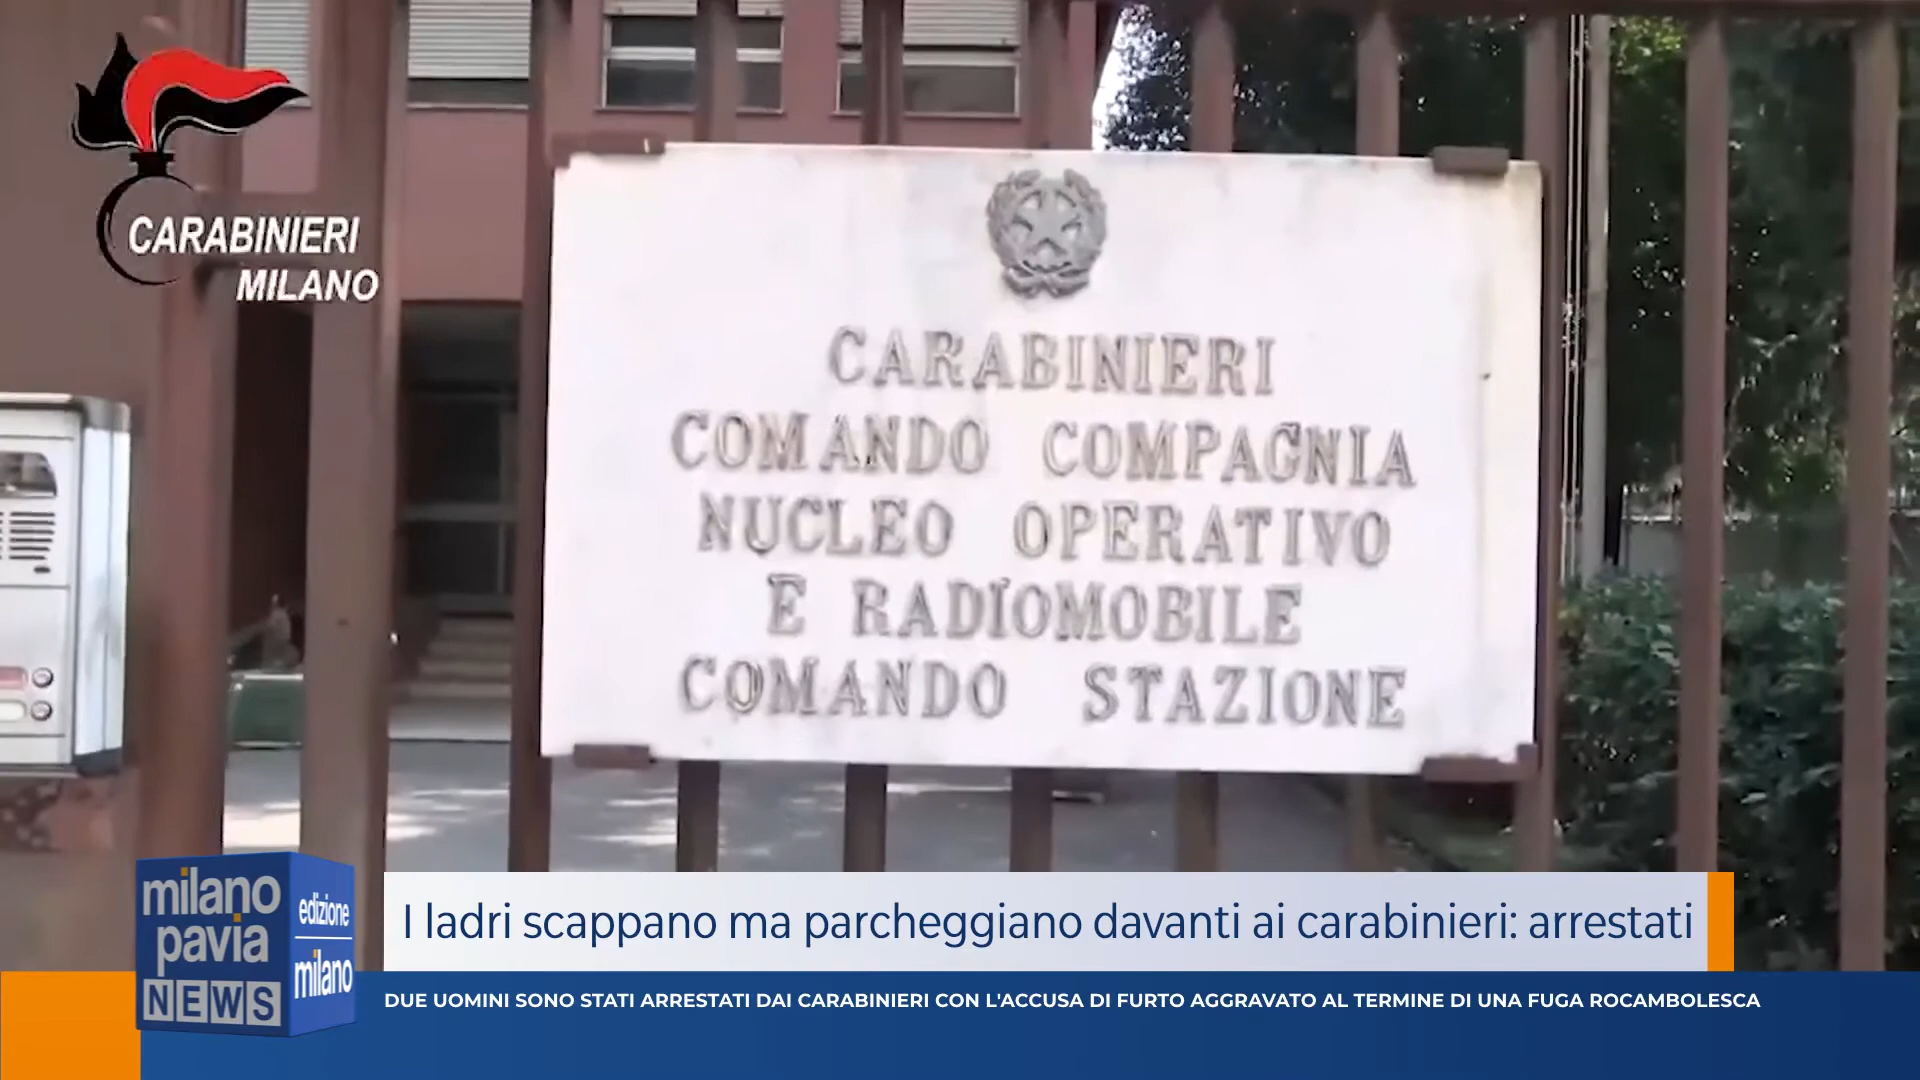 CARABINIERI
MILANO
CARABINIERI
COMANDO COMPAGNIA
NUCLEO OPERATIVO
E RADIOMOBILE
COMANDO STAZIONE
milano
pavia
NEWS
edizione
milano
I ladri scappano ma parcheggiano davanti ai carabinieri: arrestati
DUE UOMINI SONO STATI ARRESTATI DAI CARABINIERI CON L'ACCUSA DI FURTO AGGRAVATO AL TERMINE DI UNA FUGA ROCAMBOLESCA